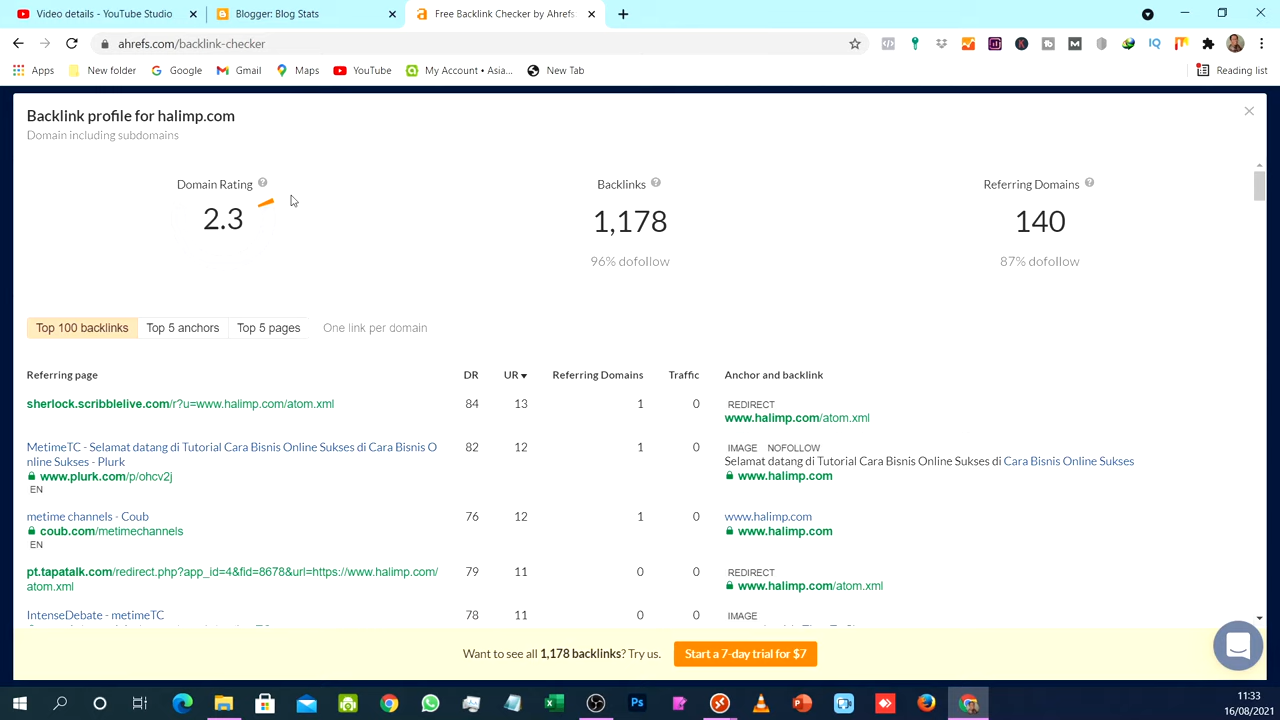 Video details - YouTube Studio
Blogger: Blog Stats
Free Backlink Checker by Ahrefs:
ahrefs.com/backlink-checker
Apps
New folder
Google
Gmail
Maps
YouTube
My Account • Asia...
New Tab
Reading list
Backlink profile for halimp.com
Domain including subdomains
Domain Rating
2.3
Backlinks
1,178
96% dofollow
Referring Domains
140
87% dofollow
Top 100 backlinks
Top 5 anchors
Top 5 pages
One link per domain
Referring page DR UR Referring Domains Traffic Anchor and backlink
sherlock.scribblelive.com/r?u=www.halimp.com/atom.xml 84 13 1 0 REDIRECT
www.halimp.com/atom.xml
MetimeTC - Selamat datang di Tutorial Cara Bisnis Online Sukses di Cara Bisnis O 82 12 1 0 IMAGE NOFOLLOW
nline Sukses - Plurk Selamat datang di Tutorial Cara Bisnis Online Sukses di Cara Bisnis Online Sukses
www.plurk.com/p/ohcv2j www.halimp.com
EN
metime channels - Coub 76 12 1 0 www.halimp.com
coub.com/metimechannels www.halimp.com
EN
pt.tapatalk.com/redirect.php?app_id=4&fid=8678&url=https://www.halimp.com/ 79 11 0 0 REDIRECT
atom.xml www.halimp.com/atom.xml
IntenseDebate - metimeTC 78 11 0 0 IMAGE
Want to see all 1,178 backlinks? Try us.
Start a 7-day trial for $7
11:33
16/08/2021